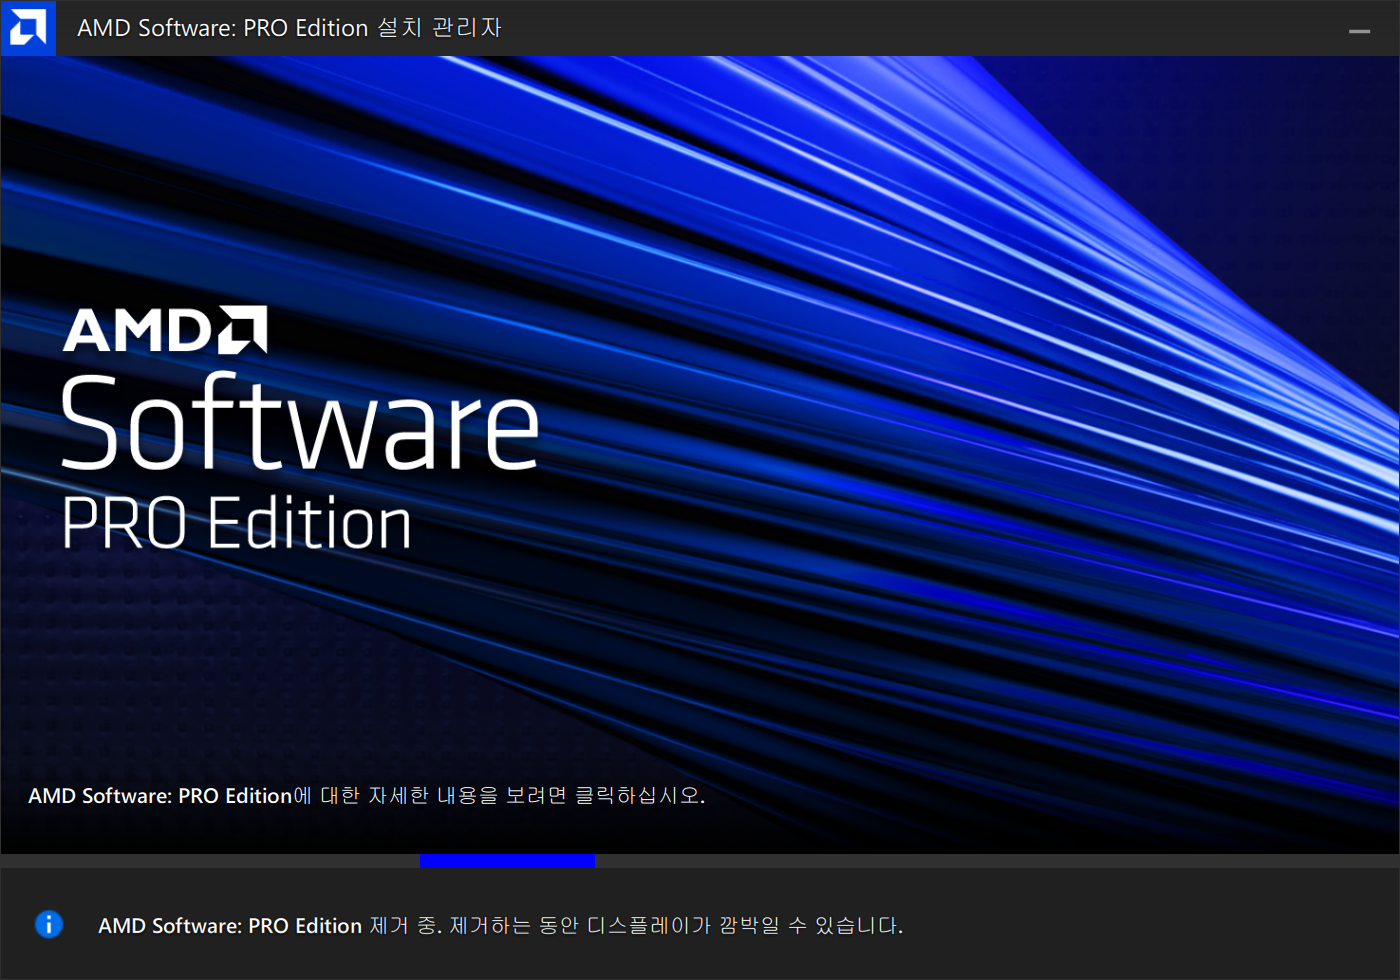 AMD Software: PRO Edition 설치 관리자
AMD
Software
PRO Edition
AMD Software: PRO Edition에 대한 자세한 내용을 보려면 클릭하십시오.
AMD Software: PRO Edition 제거 중. 제거하는 동안 디스플레이가 깜박일 수 있습니다.